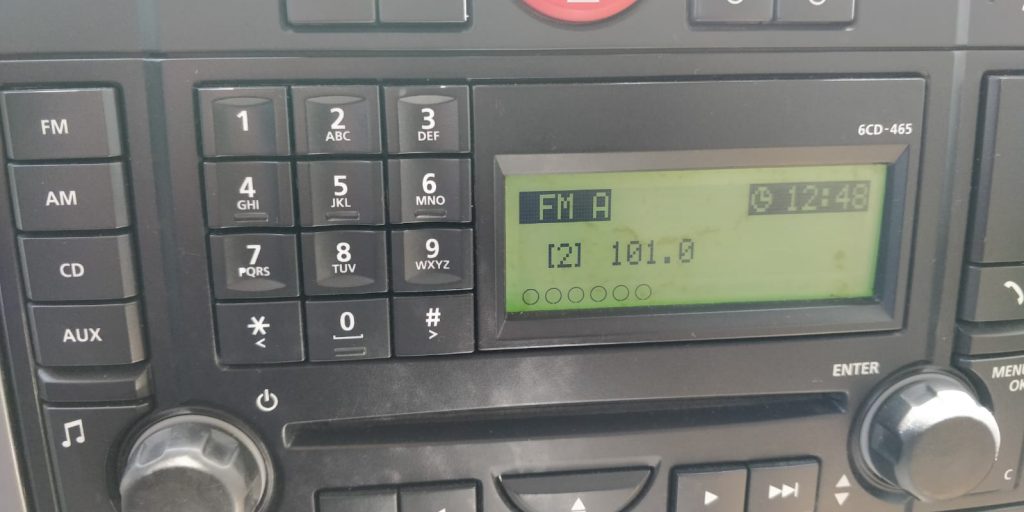 6CD-465
FM
AM
CD
AUX
1
2 ABC
3 DEF
4 GHI
5 JKL
6 MNO
7 PQRS
8 TUV
9 WXYZ
* <
0
# >
FM A 12:48
[2] 101.0
ENTER
MENU
OK
C